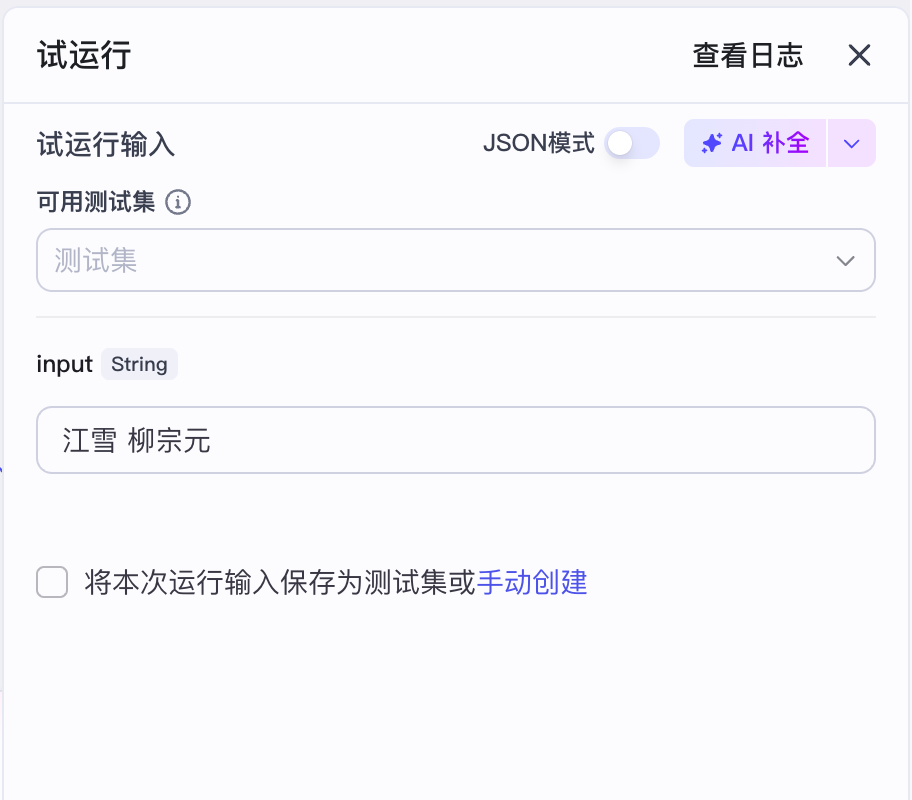 试运行 查看日志
试运行输入 JSON模式 AI 补全
可用测试集
测试集
input String
江雪 柳宗元
将本次运行输入保存为测试集或手动创建